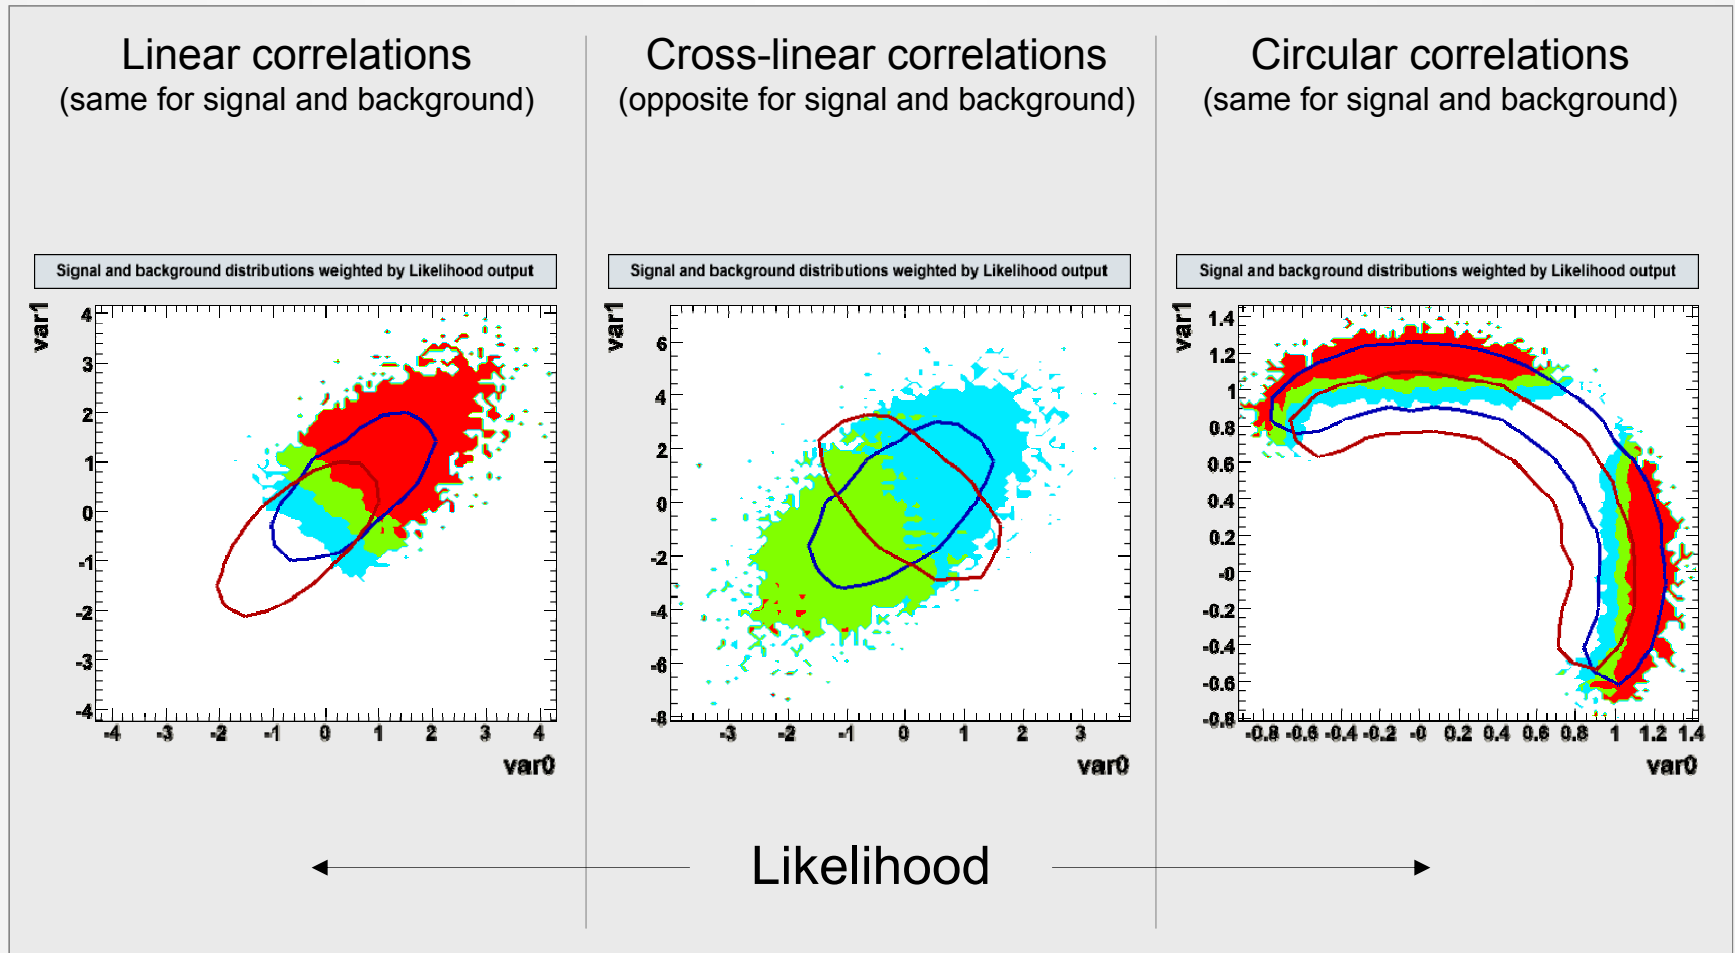 Linear correlations
(same for signal and background)
Cross-linear correlations
(opposite for signal and background)
Circular correlations
(same for signal and background)
Signal and background distributions weighted by Likelihood output
var1
4
3
2
1
0
-1
-2
-3
-4
-4 -3 -2 -1 0 1 2 3 4
var0
Signal and background distributions weighted by Likelihood output
var1
6
4
2
0
-2
-4
-6
-8
-3 -2 -1 0 1 2 3
var0
Signal and background distributions weighted by Likelihood output
var1
1.4
1.2
1
0.8
0.6
0.4
0.2
-0
-0.2
-0.4
-0.6
-0.8
-0.8 -0.6 -0.4 -0.2 -0 0.2 0.4 0.6 0.8 1 1.2 1.4
var0
Likelihood